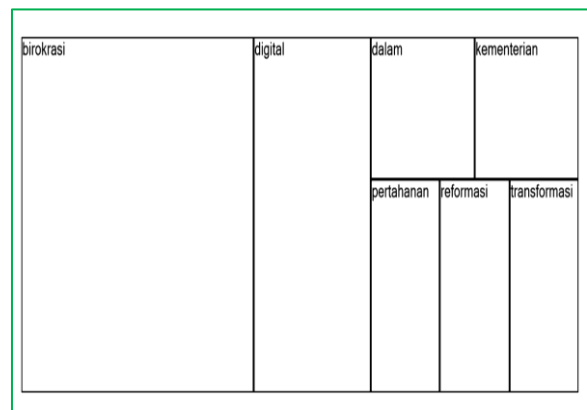 birokrasi
digital
dalam
kementerian
pertahanan
reformasi
transformasi